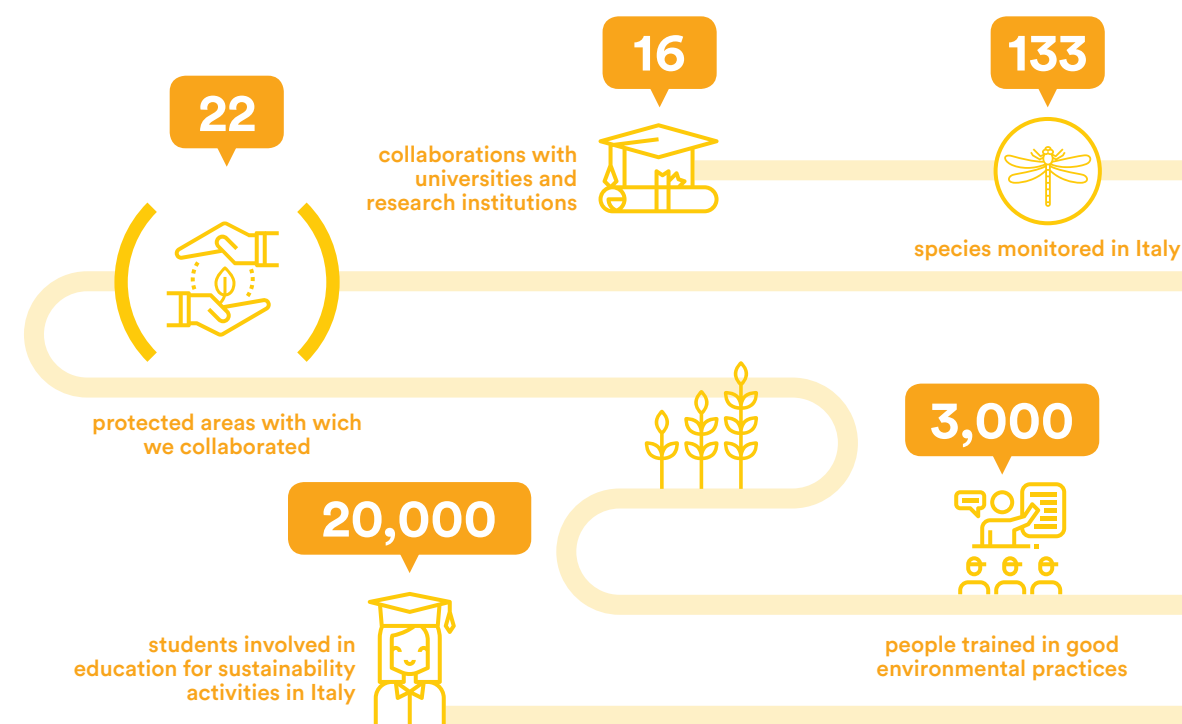 16
collaborations with
universities and
research institutions
133
species monitored in Italy
22
protected areas with wich
we collaborated
3,000
people trained in good
environmental practices
20,000
students involved in
education for sustainability
activities in Italy